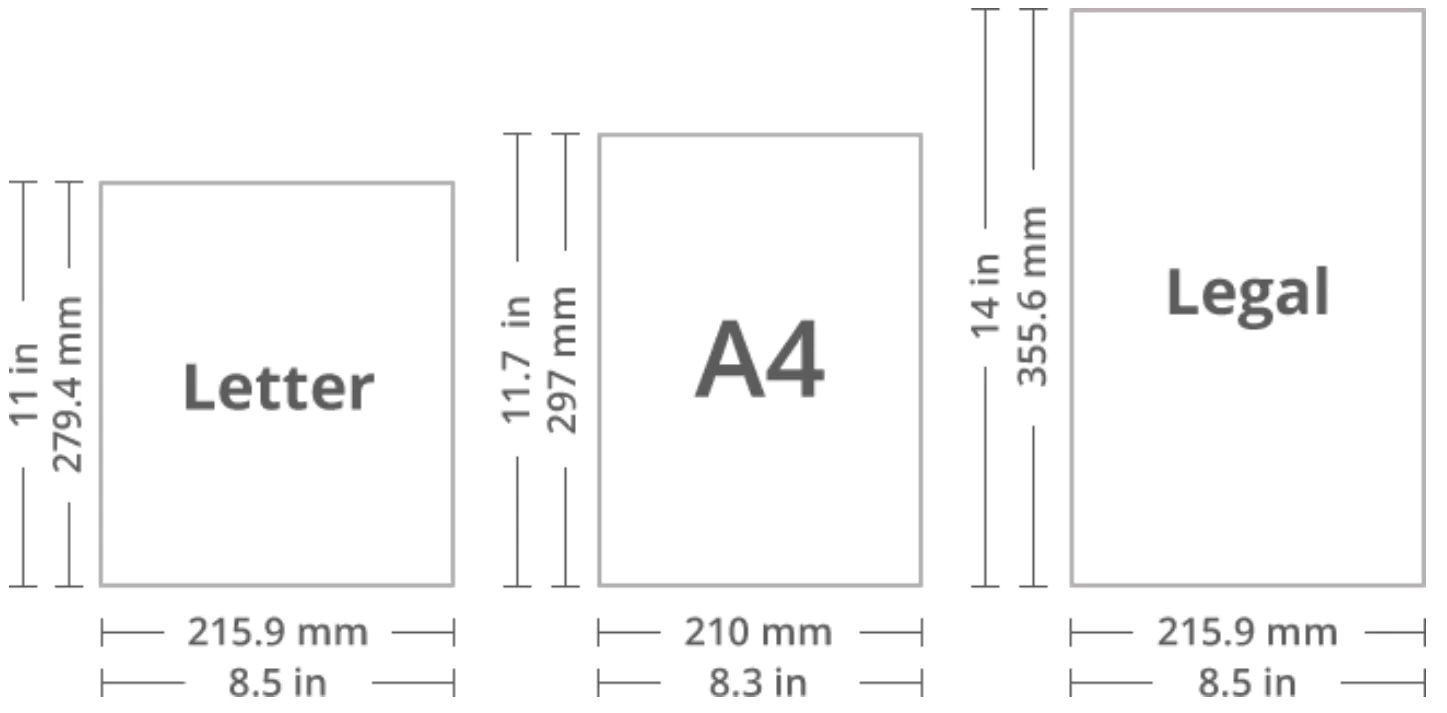 11 in
279.4 mm
215.9 mm
8.5 in
Letter
11.7 in
297 mm
210 mm
8.3 in
A4
14 in
355.6 mm
215.9 mm
8.5 in
Legal